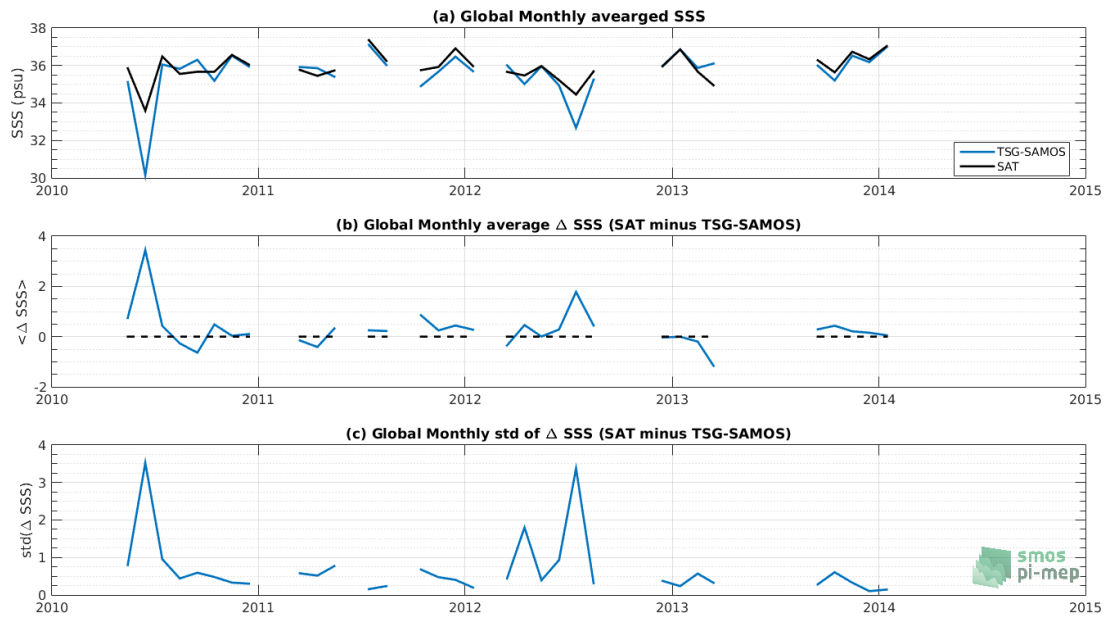 (a) Global Monthly avearged SSS
38
36
34
32
30
SSS (psu)
TSG-SAMOS
SAT
2010 2011 2012 2013 2014 2015
(b) Global Monthly average Δ SSS (SAT minus TSG-SAMOS)
4
2
0
-2
<Δ SSS>
2010 2011 2012 2013 2014 2015
(c) Global Monthly std of Δ SSS (SAT minus TSG-SAMOS)
4
3
2
1
0
std(Δ SSS)
smos
pi-mep
2010 2011 2012 2013 2014 2015